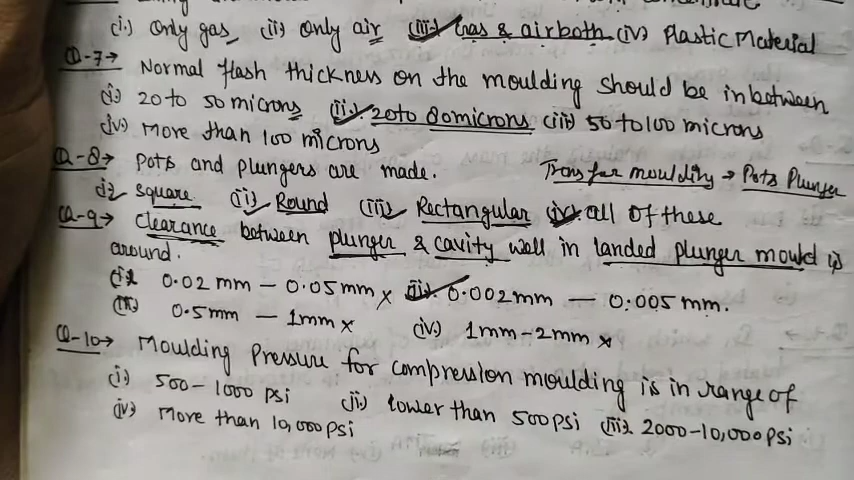 (i.) Only gas (ii) Only air (iii) Gas & air both (iv) Plastic Material
Q-7→ Normal flash thickness on the moulding should be in between
(i) 20 to 50 microns (ii.) 20 to 80 microns (iii) 50 to 100 microns
(iv) More than 100 microns
Q-8→ Pots and plungers are made.
Transfer moulding → Pots Plunger
(i) Square (ii) Round (iii) Rectangular (iv) all of these
Q-9→ Clearance between plunger & cavity wall in landed plunger mould is
around.
(i) 0.02 mm - 0.05 mm x (ii) 0.002 mm - 0.005 mm.
(iii) 0.5 mm - 1 mm x (iv) 1mm-2mm x
Q-10→ Moulding Pressure for compression moulding is in range of
(i) 500-1000 psi (ii) lower than 500 psi (iii) 2000-10,000 psi
(iv) More than 10,000 psi